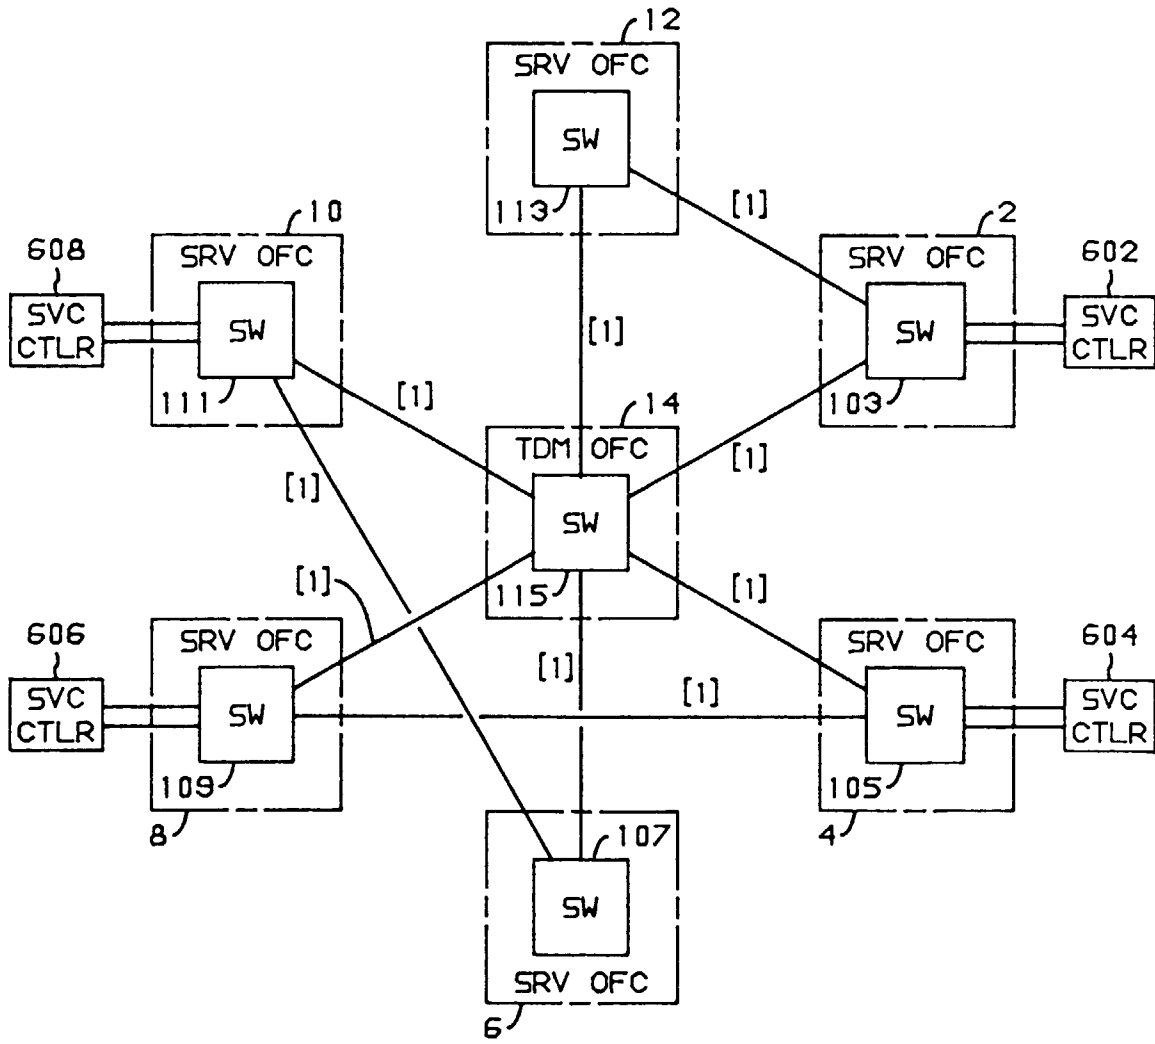 12
SRV OFC
SW
113
[1]
10
SRV OFC
SW
111
608
SVC
CTLR
2
SRV OFC
SW
103
602
SVC
CTLR
[1]
[1]
[1]
[1]
14
TDM OFC
SW
115
[1]
[1]
[1]
[1]
606
SVC
CTLR
SRV OFC
SW
109
8
SRV OFC
SW
105
4
604
SVC
CTLR
107
SW
SRV OFC
6